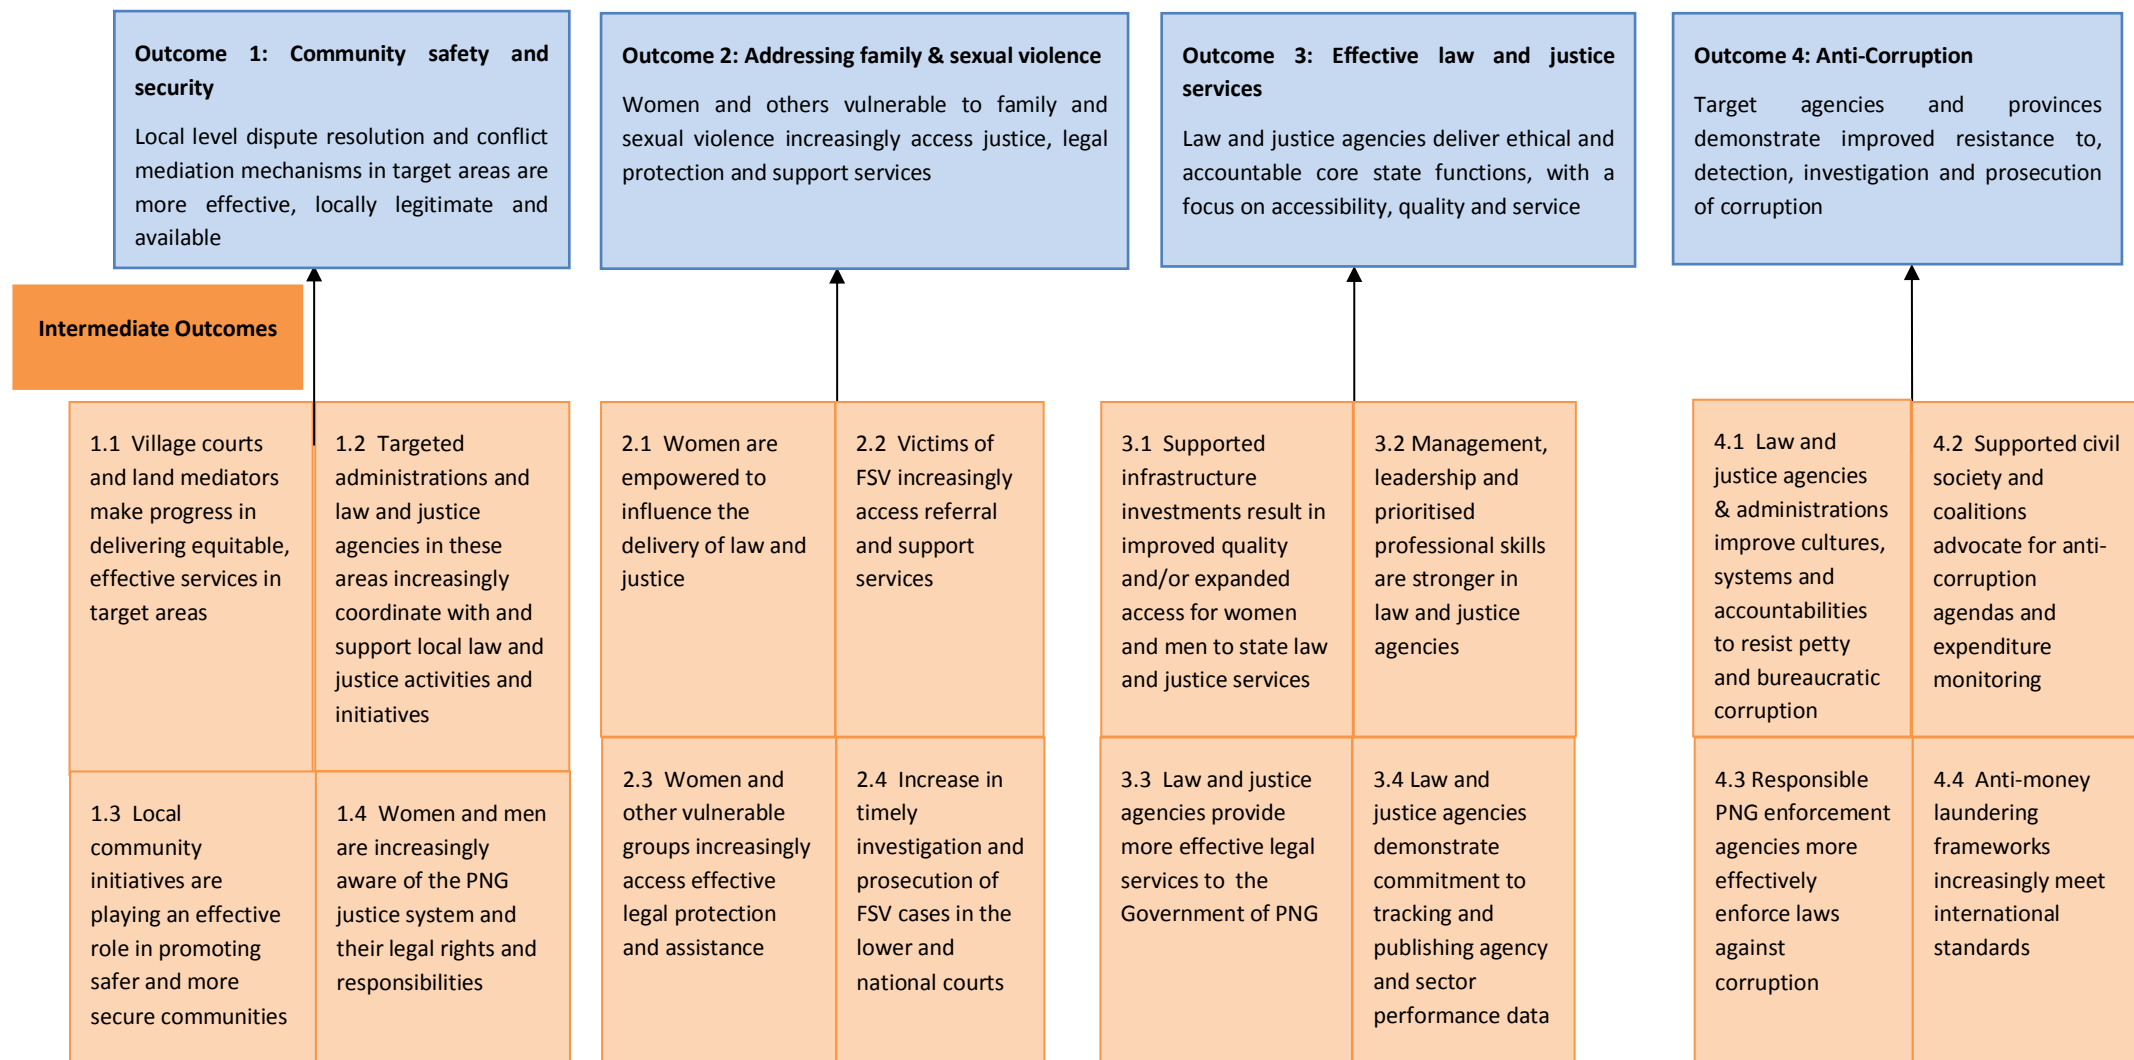 Outcome 1: Community safety and
security
Local level dispute resolution and conflict
mediation mechanisms in target areas are
more effective, locally legitimate and
available
Outcome 2: Addressing family & sexual violence
Women and others vulnerable to family and
sexual violence increasingly access justice, legal
protection and support services
Outcome 3: Effective law and justice
services
Law and justice agencies deliver ethical and
accountable core state functions, with a
focus on accessibility, quality and service
Outcome 4: Anti-Corruption
Target agencies and provinces
demonstrate improved resistance to,
detection, investigation and prosecution
of corruption
Intermediate Outcomes
1.1 Village courts
and land mediators
make progress in
delivering equitable,
effective services in
target areas
1.2 Targeted
administrations and
law and justice
agencies in these
areas increasingly
coordinate with and
support local law and
justice activities and
initiatives
1.3 Local
community
initiatives are
playing an effective
role in promoting
safer and more
secure communities
1.4 Women and men
are increasingly
aware of the PNG
justice system and
their legal rights and
responsibilities
2.1 Women are
empowered to
influence the
delivery of law and
justice
2.2 Victims of
FSV increasingly
access referral
and support
services
2.3 Women and
other vulnerable
groups increasingly
access effective
legal protection
and assistance
2.4 Increase in
timely
investigation and
prosecution of
FSV cases in the
lower and
national courts
3.1 Supported
infrastructure
investments result in
improved quality
and/or expanded
access for women
and men to state law
and justice services
3.2 Management,
leadership and
prioritised
professional skills
are stronger in
law and justice
agencies
3.3 Law and justice
agencies provide
more effective legal
services to the
Government of PNG
3.4 Law and
justice agencies
demonstrate
commitment to
tracking and
publishing agency
and sector
performance data
4.1 Law and
justice agencies
& administrations
improve cultures,
systems and
accountabilities
to resist petty
and bureaucratic
corruption
4.2 Supported civil
society and
coalitions
advocate for anti-
corruption
agendas and
expenditure
monitoring
4.3 Responsible
PNG enforcement
agencies more
effectively
enforce laws
against
corruption
4.4 Anti-money
laundering
frameworks
increasingly meet
international
standards